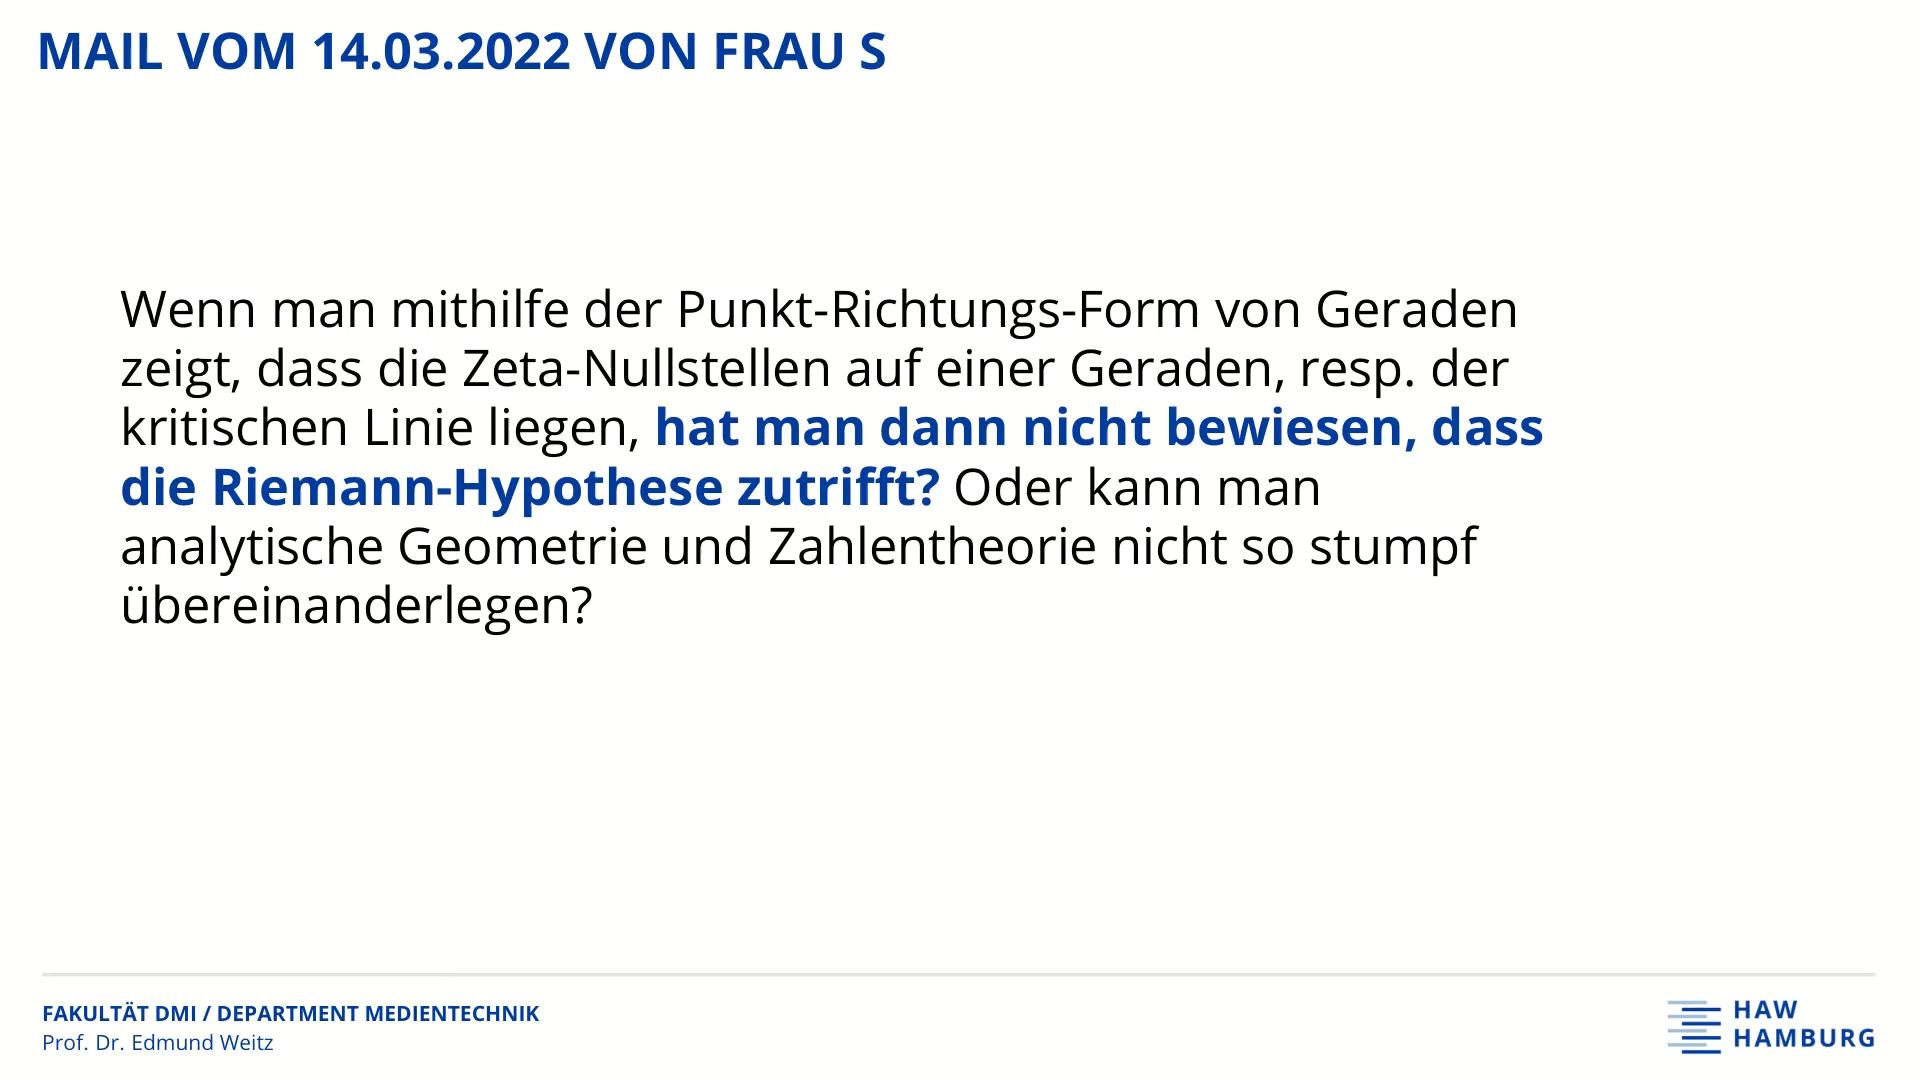 MAIL VOM 14.03.2022 VON FRAU S
Wenn man mithilfe der Punkt-Richtungs-Form von Geraden
zeigt, dass die Zeta-Nullstellen auf einer Geraden, resp. der
kritischen Linie liegen, hat man dann nicht bewiesen, dass
die Riemann-Hypothese zutrifft? Oder kann man
analytische Geometrie und Zahlentheorie nicht so stumpf
übereinanderlegen?
FAKULTÄT DMI / DEPARTMENT MEDIENTECHNIK
Prof. Dr. Edmund Weitz
HAW
HAMBURG